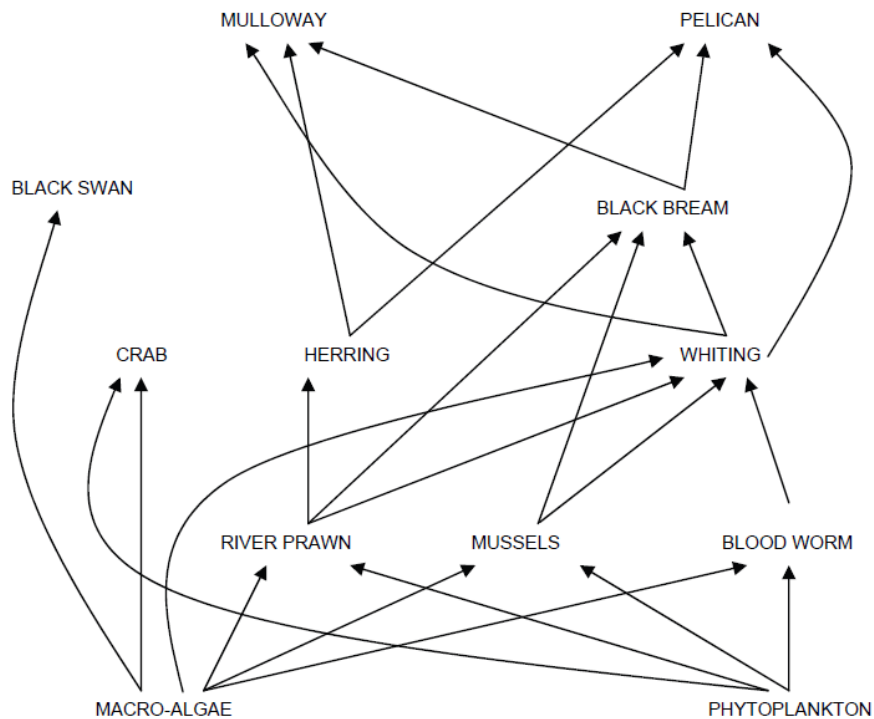 MULLOWAY PELICAN
BLACK SWAN
BLACK BREAM
CRAB HERRING WHITING
RIVER PRAWN MUSSELS BLOOD WORM
MACRO-ALGAE PHYTOPLANKTON